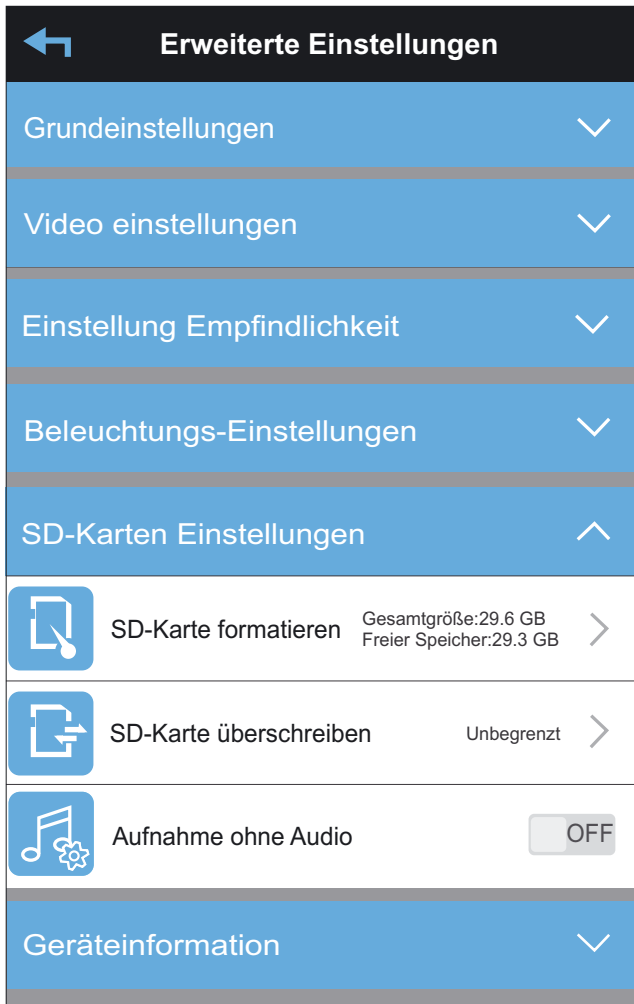 Erweiterte Einstellungen
Grundeinstellungen
Video einstellungen
Einstellung Empfindlichkeit
Beleuchtungs-Einstellungen
SD-Karten Einstellungen
SD-Karte formatieren
Gesamtgröße:29.6 GB
Freier Speicher:29.3 GB
SD-Karte überschreiben
Unbegrenzt
Aufnahme ohne Audio
OFF
Geräteinformation